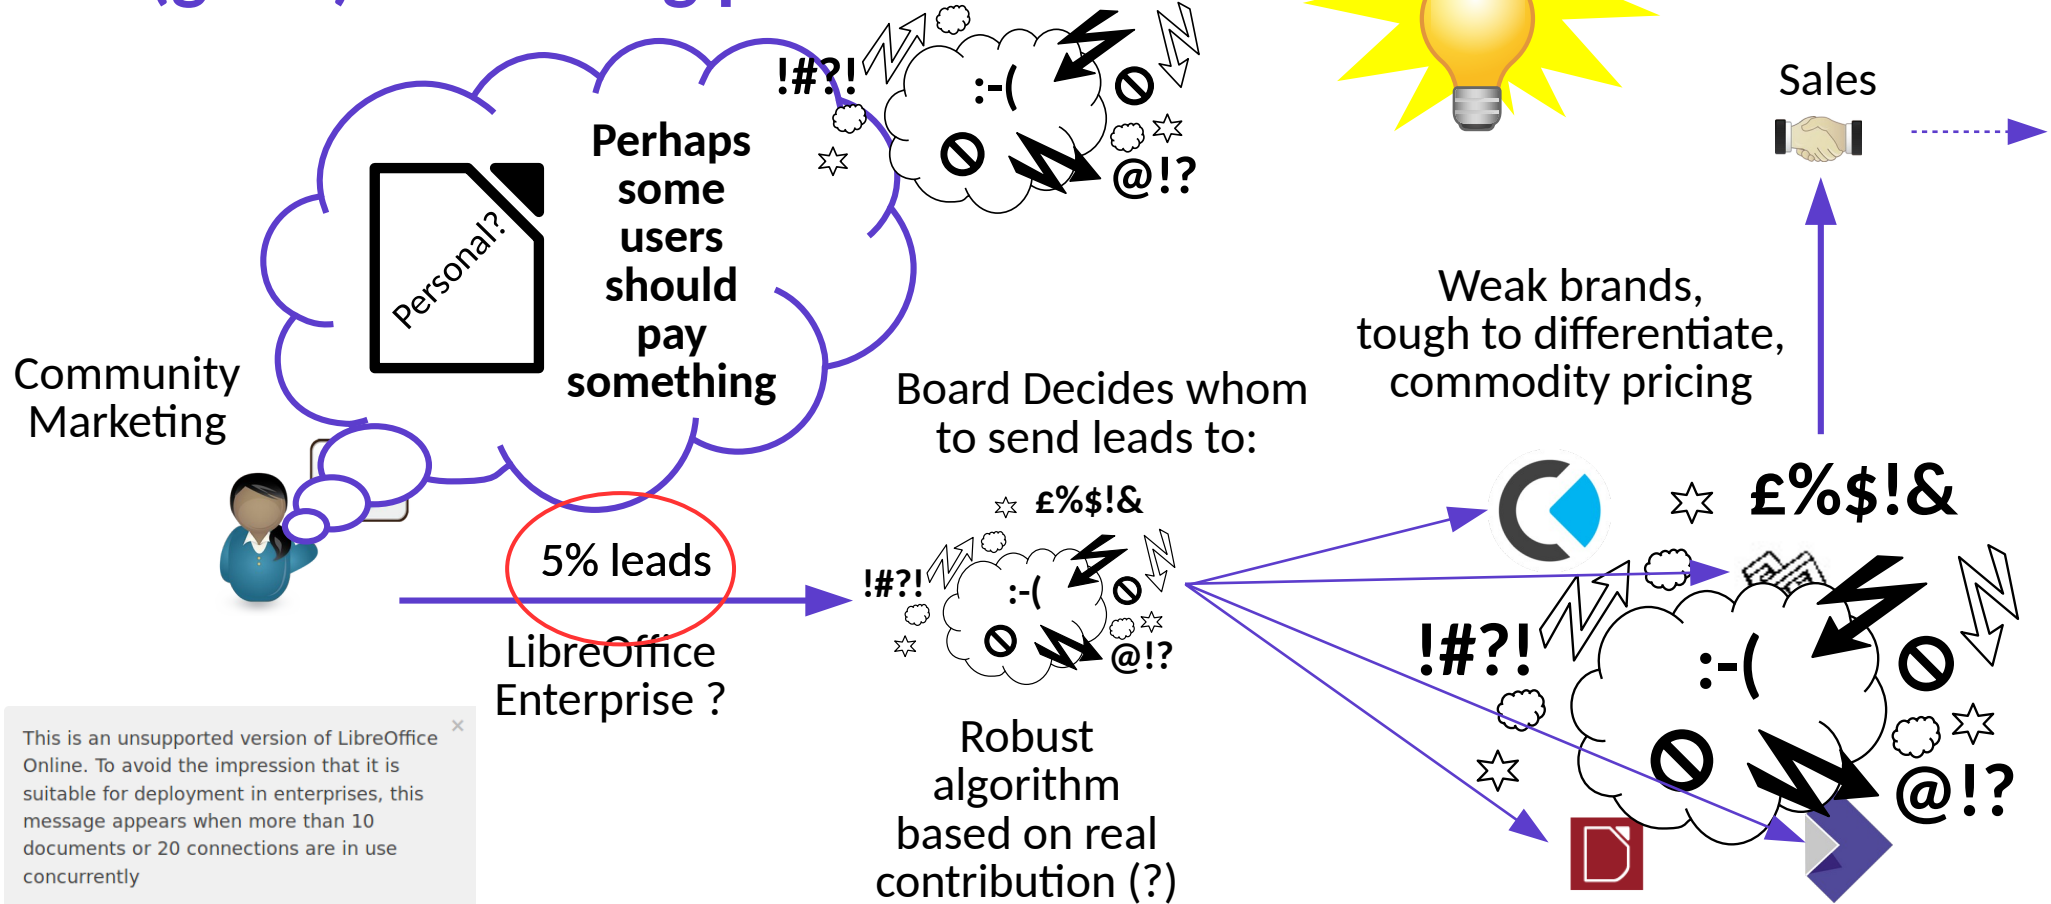 !#?!
:-(
@!?
Sales
Perhaps
some
users
should
pay
something
Personal?
Community
Marketing
Weak brands,
tough to differentiate,
commodity pricing
Board Decides whom
to send leads to:
£%$!&
!#?!
:-(
@!?
5% leads
LibreOffice
Enterprise ?
£%$!&
!#?!
:-(
@!?
Robust
algorithm
based on real
contribution (?)
This is an unsupported version of LibreOffice
Online. To avoid the impression that it is
suitable for deployment in enterprises, this
message appears when more than 10
documents or 20 connections are in use
concurrently